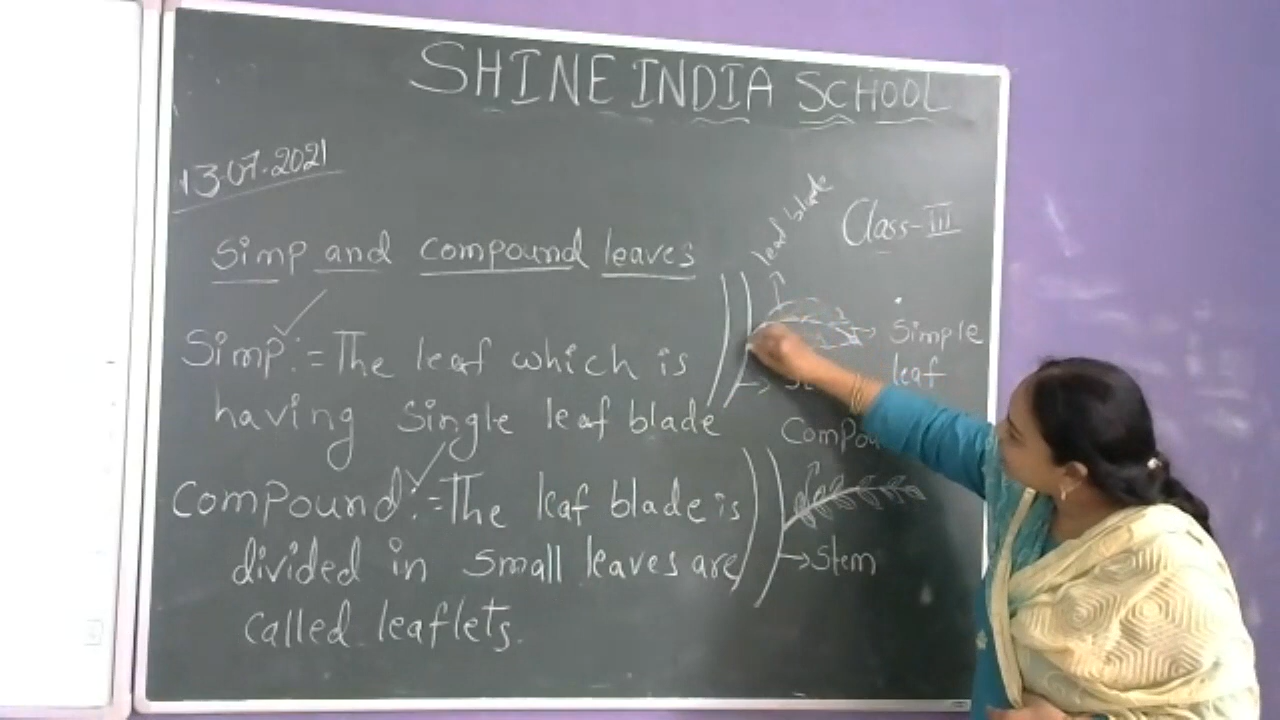 SHINE INDIA SCHOOL
13.07.2021
Class-III
Simp and compound leaves
Simp:=The leaf which is
having single leaf blade
Compound:=The leaf blade is
divided in small leaves are
called leaflets.
leaf blade
Simple
leaf
Stem